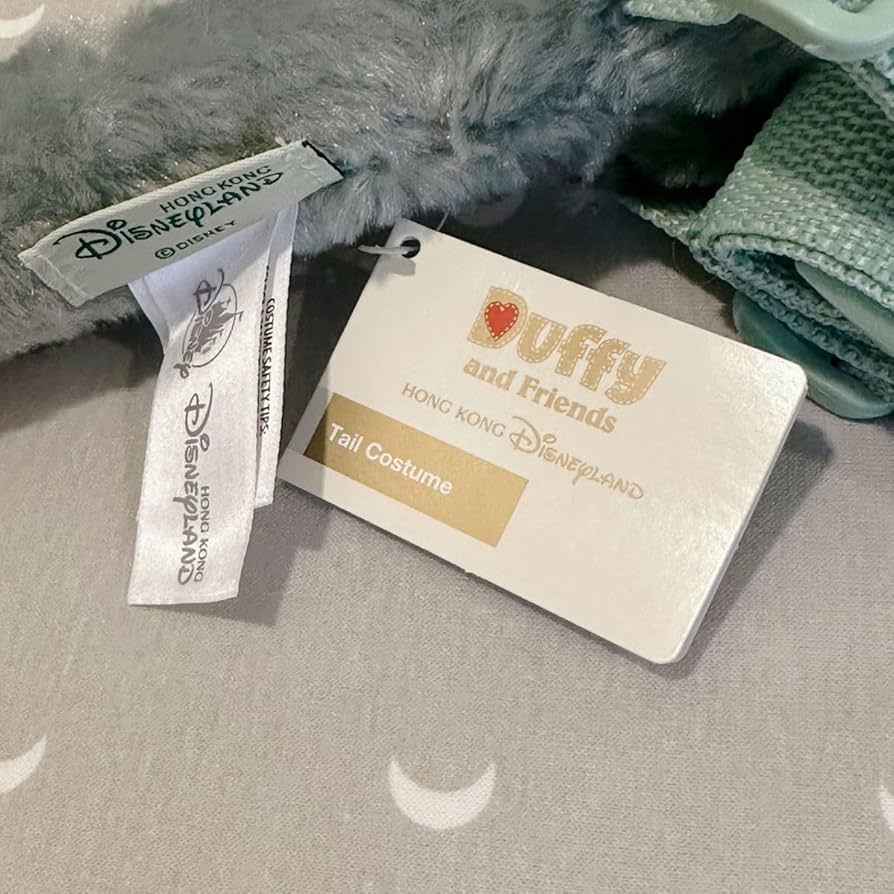 HONG KONG
DISNEYLAND
© DISNEY
Disney
HONG KONG
DISNEYLAND
COSTUME SAFETY TIPS:
Duffy
and Friends
HONG KONG DISNEYLAND
Tail Costume